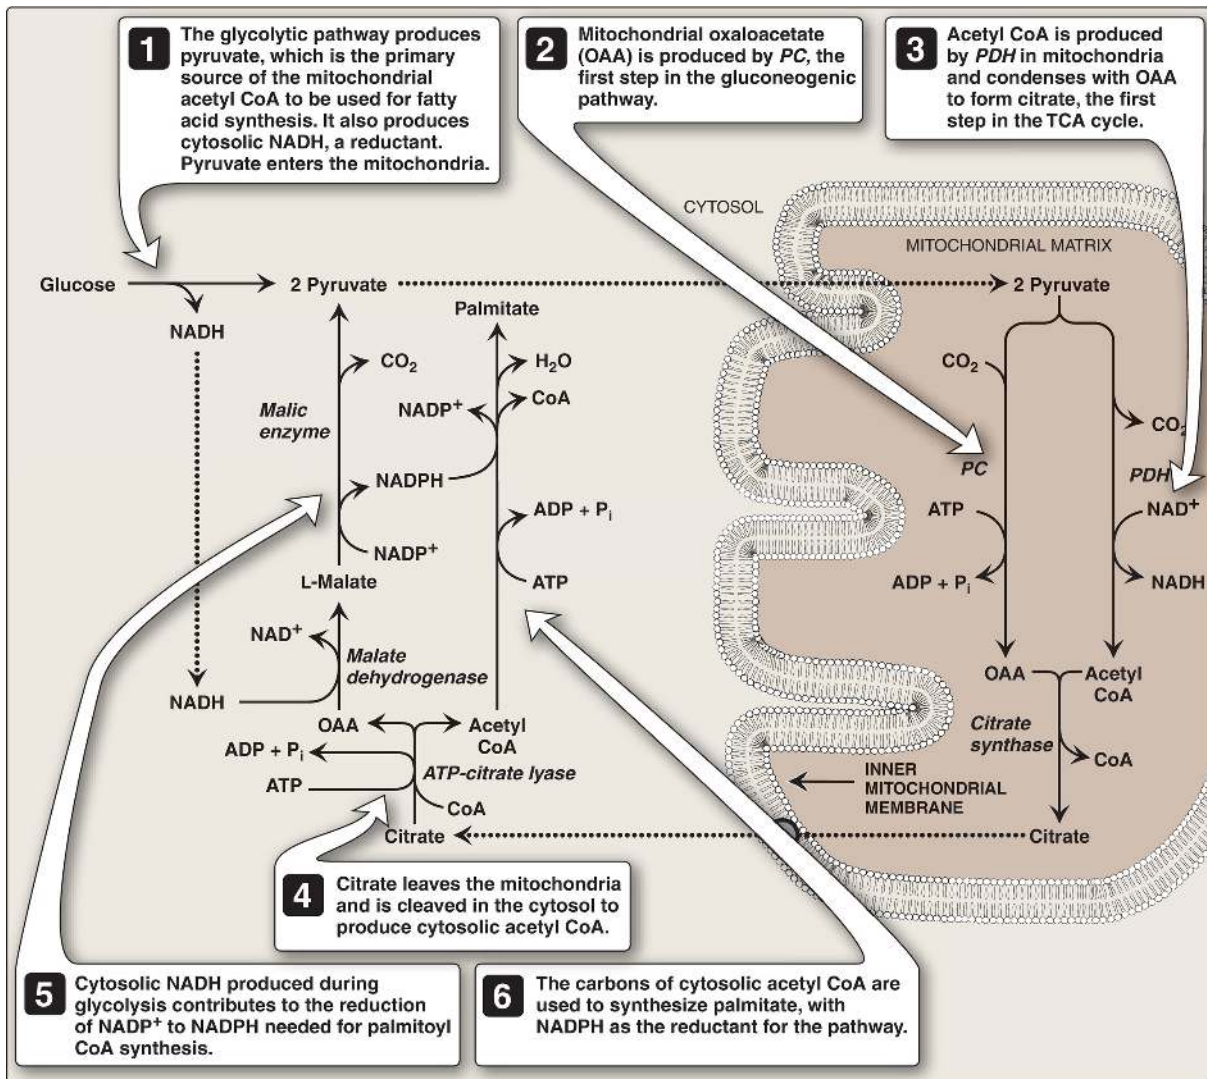 1
The glycolytic pathway produces
pyruvate, which is the primary
source of the mitochondrial
acetyl CoA to be used for fatty
acid synthesis. It also produces
cytosolic NADH, a reductant.
Pyruvate enters the mitochondria.
2
Mitochondrial oxaloacetate
(OAA) is produced by PC, the
first step in the gluconeogenic
pathway.
3
Acetyl CoA is produced
by PDH in mitochondria
and condenses with OAA
to form citrate, the first
step in the TCA cycle.
CYTOSOL
MITOCHONDRIAL MATRIX
Glucose
2 Pyruvate
2 Pyruvate
NADH
Palmitate
CO₂
H₂O
CO₂
NADP⁺
CoA
Malic
enzyme
CO₂
PC
PDH
NADPH
ADP + Pᵢ
ATP
NAD⁺
NADP⁺
L-Malate
ATP
ADP + Pᵢ
NADH
NAD⁺
Malate
dehydrogenase
NADH
OAA
Acetyl
CoA
OAA
Acetyl
CoA
Citrate
synthase
ADP + Pᵢ
ATP-citrate lyase
ATP
CoA
CoA
INNER
MITOCHONDRIAL
MEMBRANE
Citrate
Citrate
4
Citrate leaves the mitochondria
and is cleaved in the cytosol to
produce cytosolic acetyl CoA.
5
Cytosolic NADH produced during
glycolysis contributes to the reduction
of NADP⁺ to NADPH needed for palmitoyl
CoA synthesis.
6
The carbons of cytosolic acetyl CoA are
used to synthesize palmitate, with
NADPH as the reductant for the pathway.